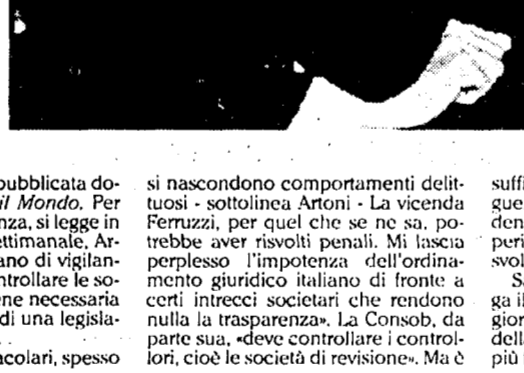 pubblicata do-
il Mondo. Per
nza, si legge in
ettimanale, Ar-
ano di vigilan-
ntrollare le so-
ene necessaria
di una legisla-
acolari, spesso
si nascondono comportamenti delit-
tuosi - sottolinea Artoni - La vicenda
Ferruzzi, per quel che se ne sa, po-
trebbe aver risvolti penali. Mi lascia
perplesso l'impotenza dell'ordina-
mento giuridico italiano di fronte a
certi intrecci societari che rendono
nulla la trasparenza». La Consob, da
parte sua, «deve controllare i control-
lori, cioè le società di revisione». Ma è
suffi
gue
den
peri
svol
ga il
gior
della
più